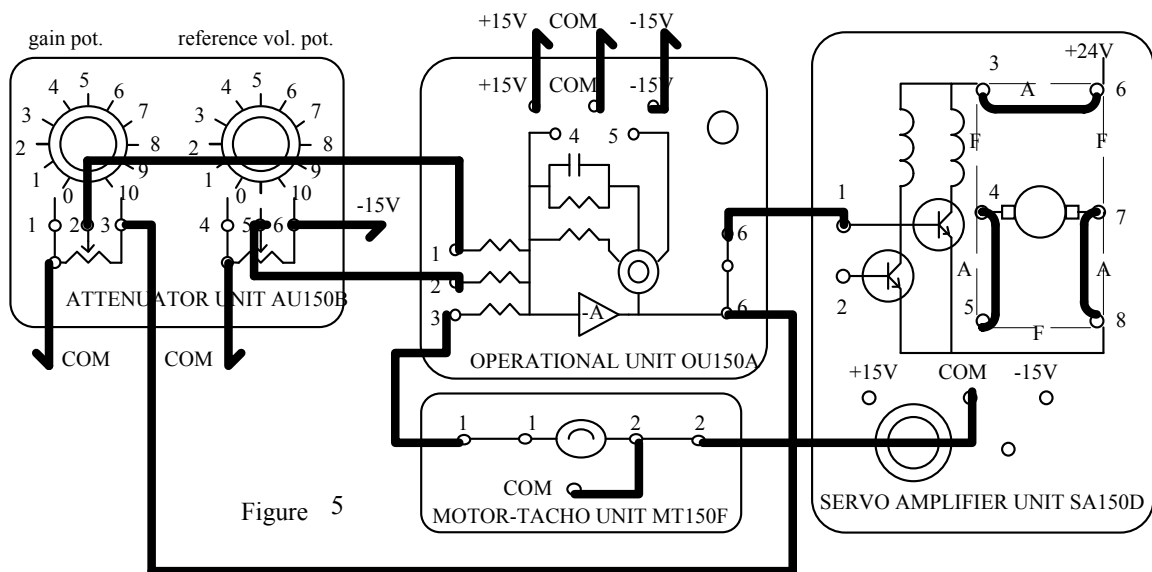 +15V COM -15V
gain pot. reference vol. pot.
+15V COM -15V
+24V
3
A
6
4 5 6 7 8 9 10
3 2 1 0
4 5 6 7 8 9 10
3 2 1 0
4 5
F F
1 2 3
4 5 6
-15V
1
6
1
4
7
1
2
3
-A
6
2
A A
5
8
F
ATTENUATOR UNIT AU150B
OPERATIONAL UNIT OU150A
COM COM
+15V COM -15V
1 1 2 2
COM
MOTOR-TACHO UNIT MT150F
SERVO AMPLIFIER UNIT SA150D
Figure 5